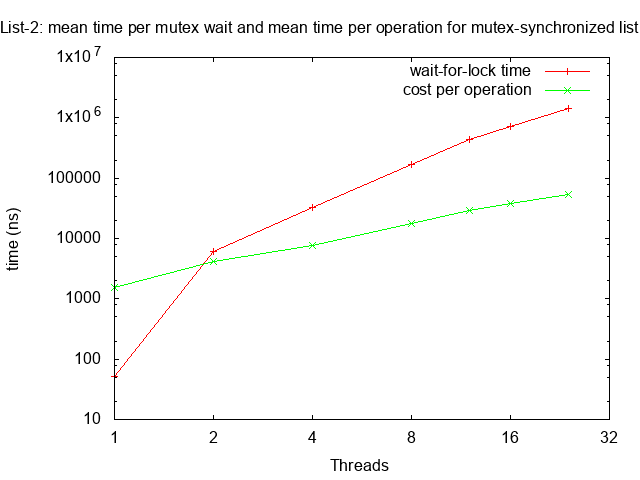 List-2: mean time per mutex wait and mean time per operation for mutex-synchronized list
1x10^7
wait-for-lock time
cost per operation
1x10^6
100000
10000
1000
100
10
time (ns)
1 2 4 8 16 32
Threads